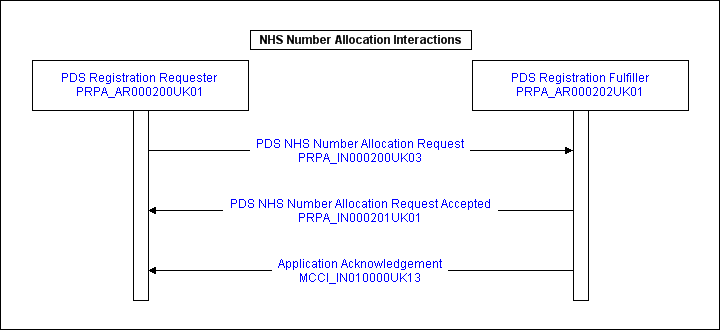 NHS Number Allocation Interactions
PDS Registration Requester
PRPA_AR000200UK01
PDS Registration Fulfiller
PRPA_AR000202UK01
PDS NHS Number Allocation Request
PRPA_IN000200UK03
PDS NHS Number Allocation Request Accepted
PRPA_IN000201UK01
Application Acknowledgement
MCCI_IN010000UK13